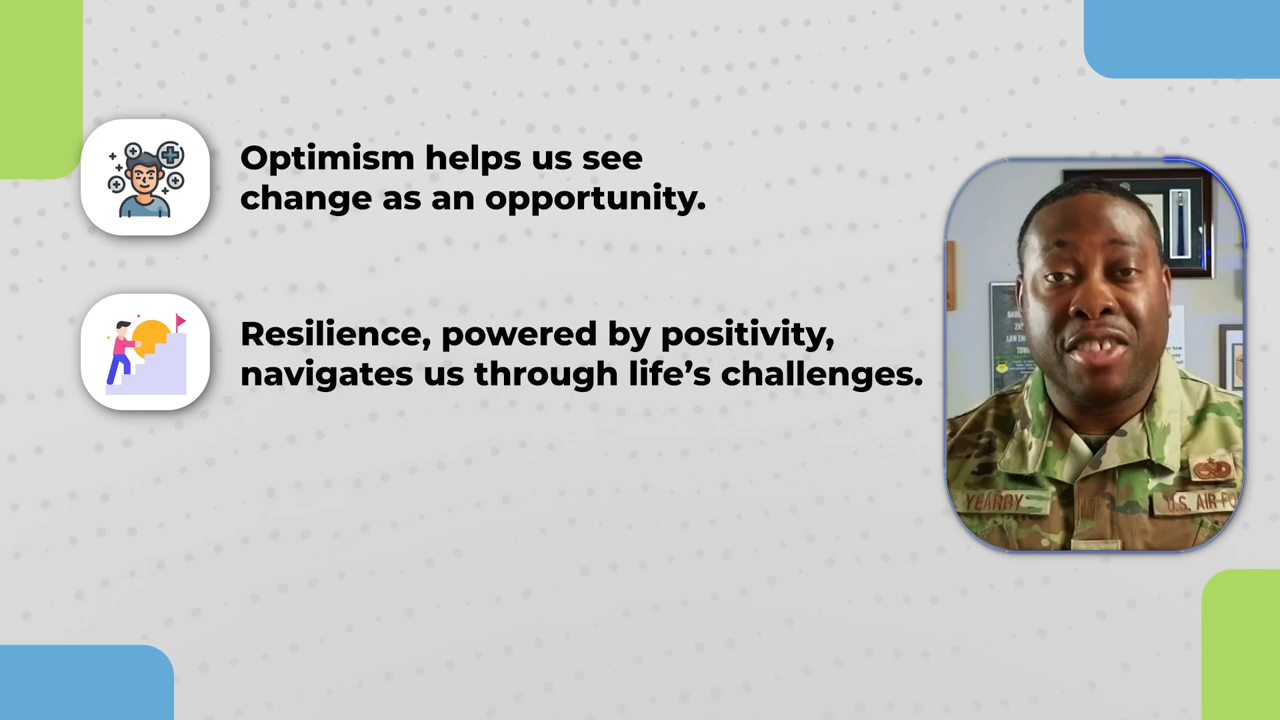 Optimism helps us see
change as an opportunity.
Resilience, powered by positivity,
navigates us through life’s challenges.
YEARBY
U.S. AIR FO